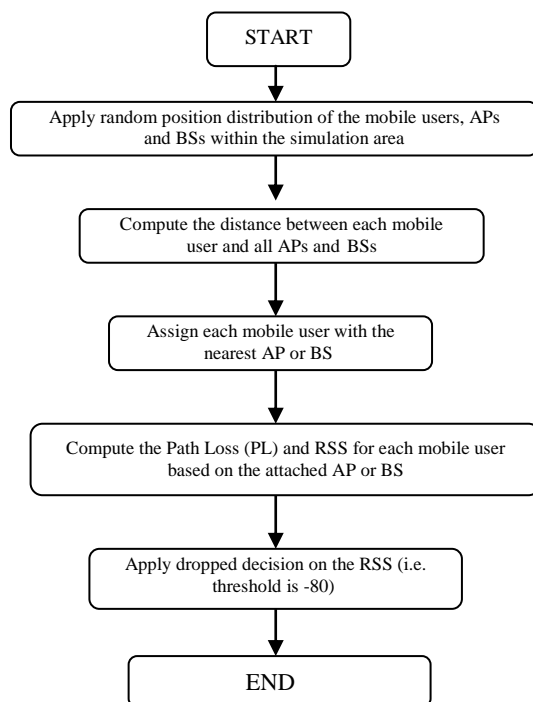 START
Apply random position distribution of the mobile users, APs
and BSs within the simulation area
Compute the distance between each mobile
user and all APs and BSs
Assign each mobile user with the
nearest AP or BS
Compute the Path Loss (PL) and RSS for each mobile user
based on the attached AP or BS
Apply dropped decision on the RSS (i.e.
threshold is -80)
END